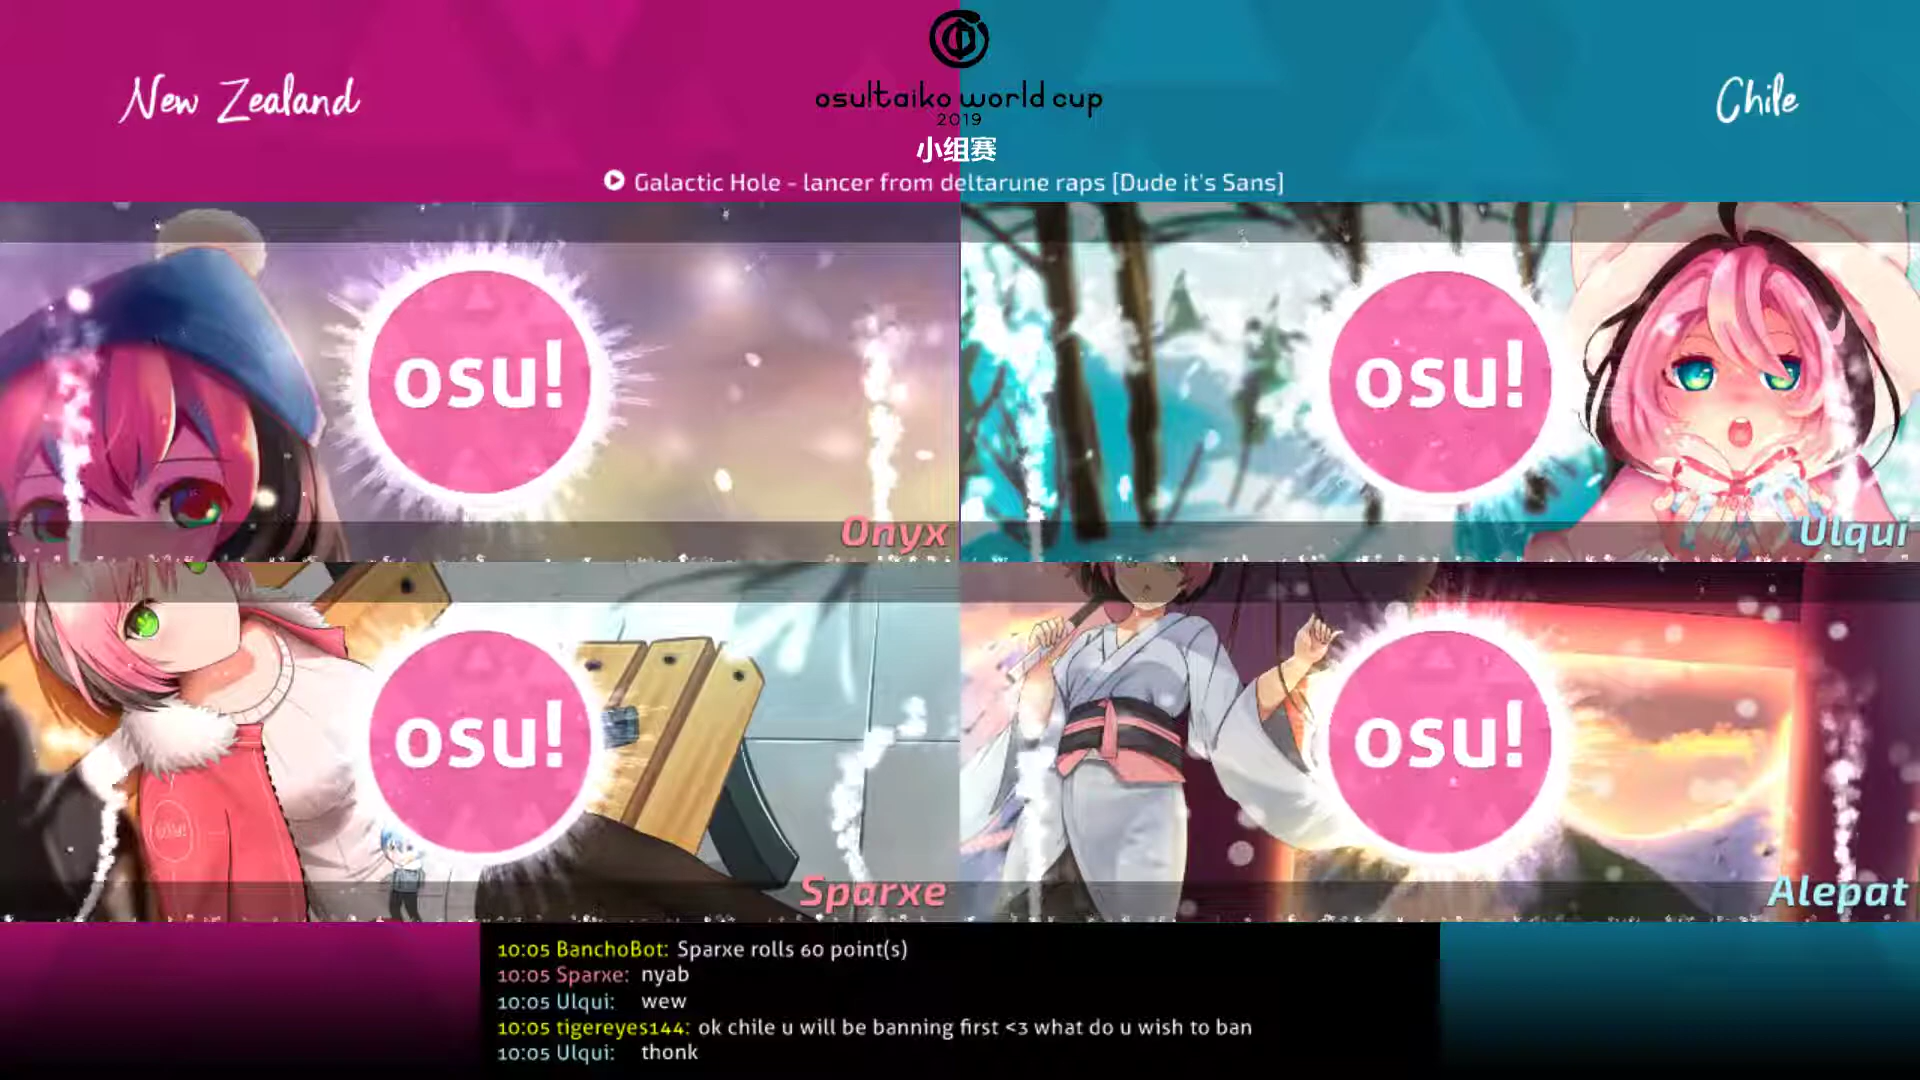 New Zealand
osu!taiko world cup
2019
Chile
小组赛
Galactic Hole - lancer from deltarune raps [Dude it's Sans]
osu!
Onyx
osu!
Ulqui
osu!
osu!
Sparxe
osu!
Alepat
10:05 BanchoBot: Sparxe rolls 60 point(s)
10:05 Sparxe: nyab
10:05 Ulqui: wew
10:05 tigereyes144: ok chile u will be banning first <3 what do u wish to ban
10:05 Ulqui: thonk